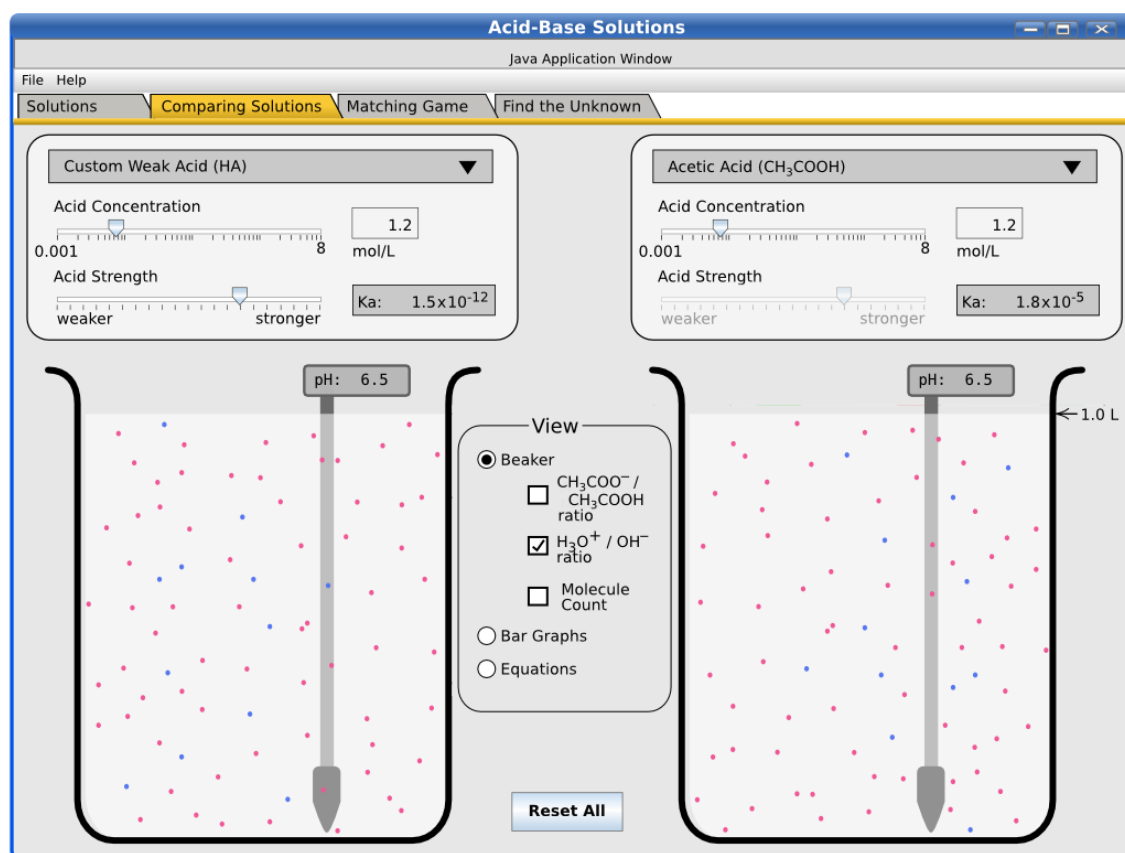 Acid-Base Solutions
Java Application Window
File Help
Solutions Comparing Solutions Matching Game Find the Unknown
Custom Weak Acid (HA)
Acid Concentration
1.2
0.001 8 mol/L
Acid Strength
Ka: 1.5x10⁻¹²
weaker stronger
Acetic Acid (CH₃COOH)
Acid Concentration
1.2
0.001 8 mol/L
Acid Strength
Ka: 1.8x10⁻⁵
weaker stronger
pH: 6.5
pH: 6.5
1.0 L
View
Beaker
CH₃COO⁻ /
CH₃COOH
ratio
H₃O⁺ / OH⁻
ratio
Molecule
Count
Bar Graphs
Equations
Reset All